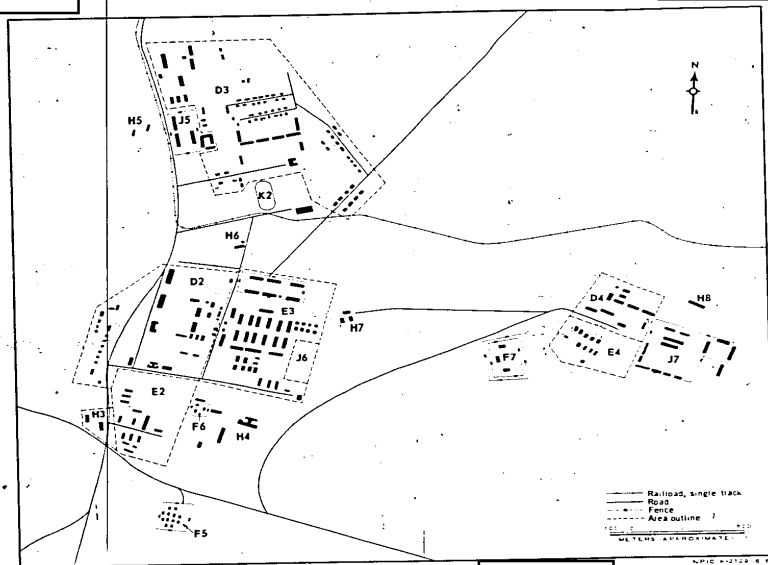 N
D3
J5
H5
K2
H6
D2
E3
H7
J6
D4
H8
E4
J7
F7
E2
H3
F6
H4
F5
Railroad, single track
Road
Fence
Area outline
METERS (APPROXIMATE)